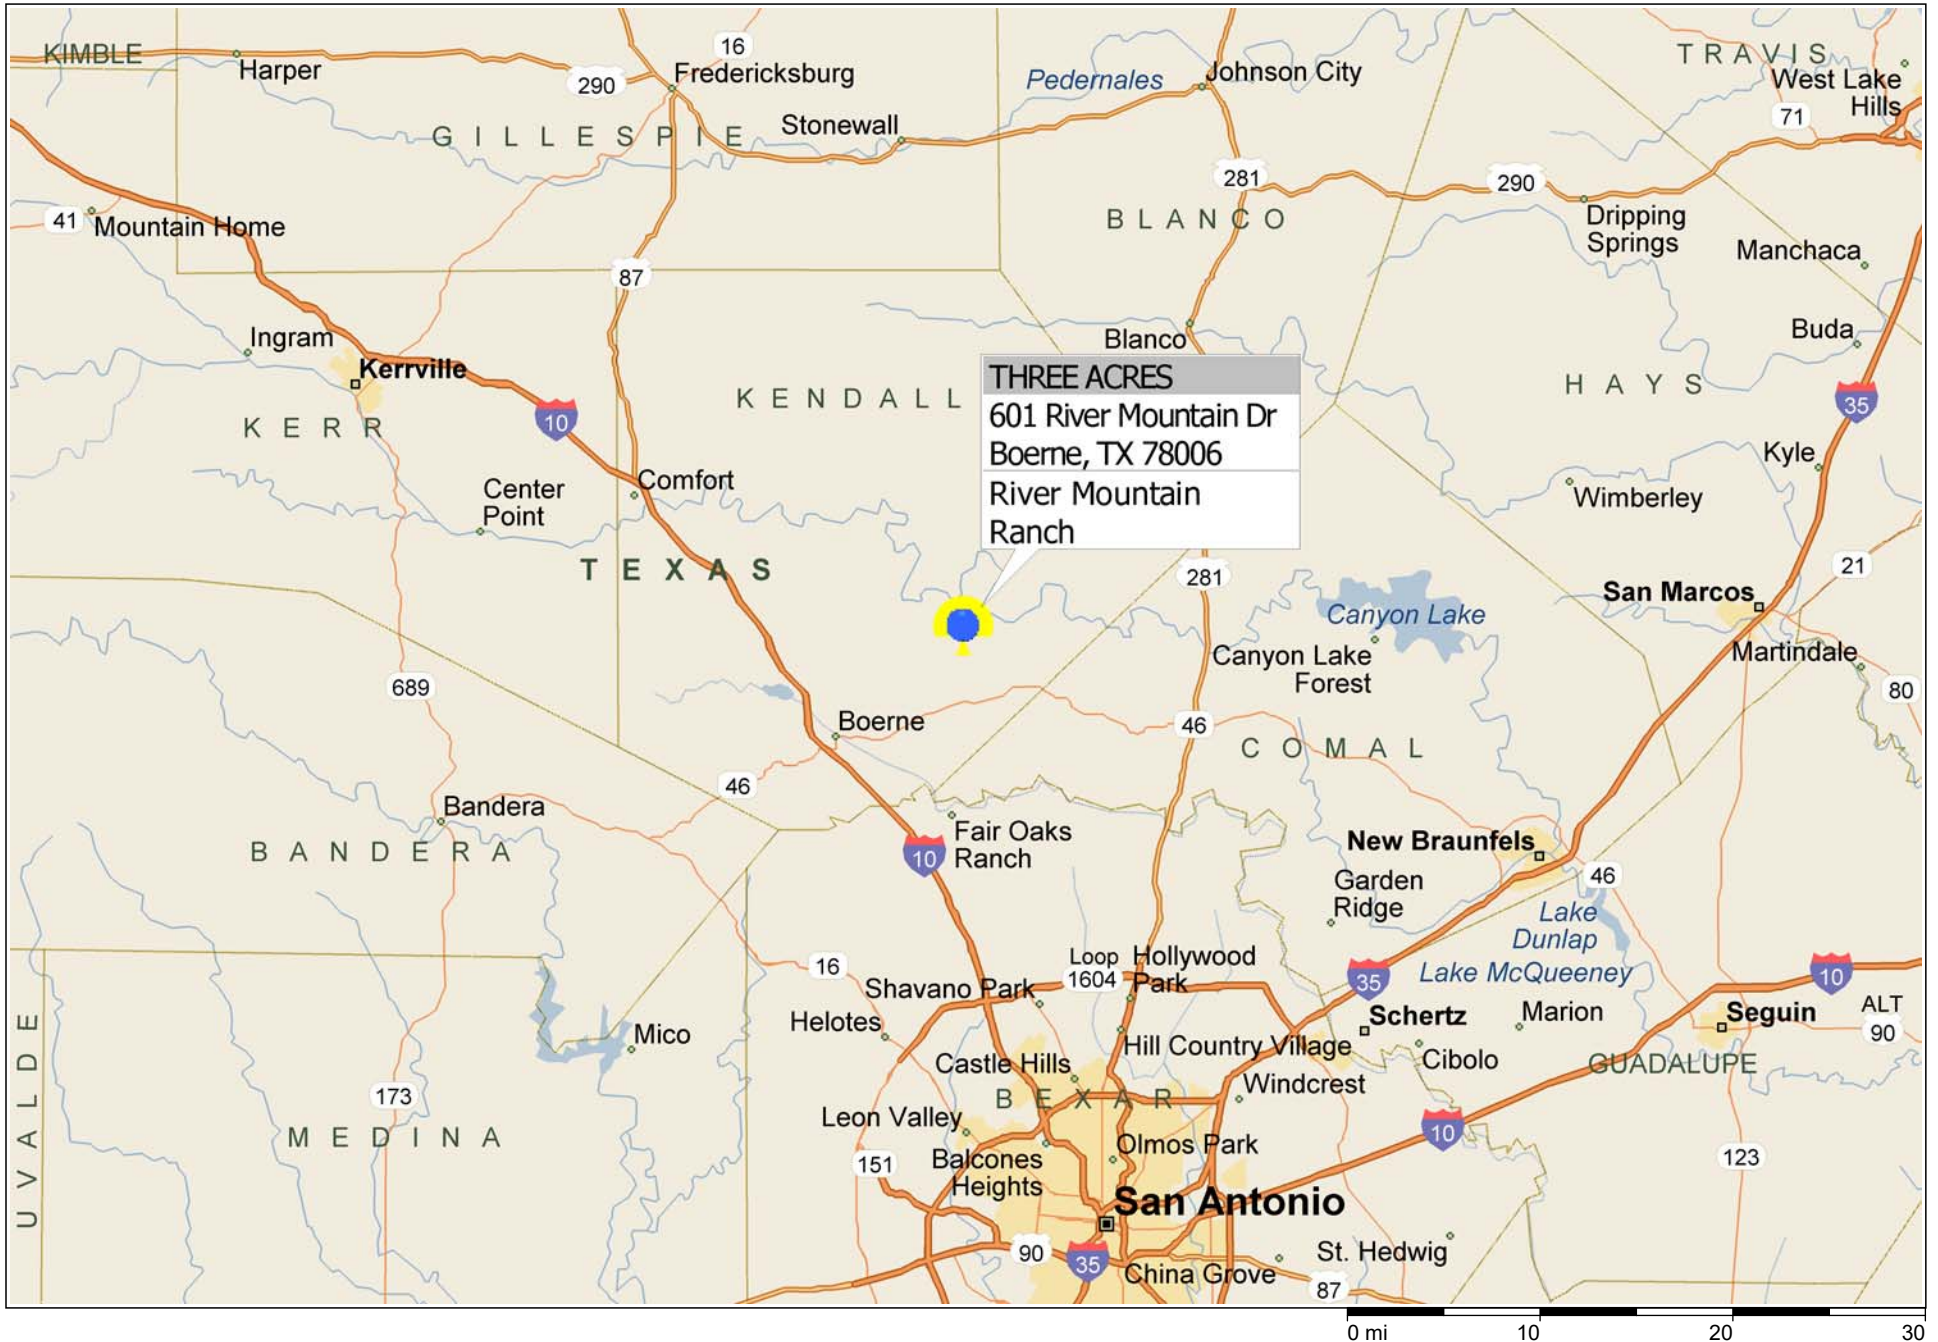 KIMBLE
Harper
290
16
Fredericksburg
Pedernales
Johnson City
TRAVIS
West Lake
Hills
71
GILLESPIE
Stonewall
281
290
41
Mountain Home
BLANCO
Dripping
Springs
Manchaca
87
Ingram
Kerrville
Blanco
Buda
THREE ACRES
601 River Mountain Dr
Boerne, TX 78006
River Mountain
Ranch
KENDALL
HAYS
35
KERR
10
Kyle
Center
Point
Comfort
Wimberley
TEXAS
281
21
San Marcos
Canyon Lake
Canyon Lake
Forest
Martindale
689
80
Boerne
46
COMAL
46
Bandera
BANDERA
10
Fair Oaks
Ranch
New Braunfels
46
Garden
Ridge
Lake
Dunlap
Lake McQueeney
16
Loop
1604
Hollywood
Park
35
10
Shavano Park
Helotes
Schertz
Marion
Seguin
ALT
90
UVALDE
Mico
Hill Country Village
Cibolo
GUADALUPE
Castle Hills
Windcrest
173
BEXAR
Leon Valley
10
MEDINA
Olmos Park
151
Balcones
Heights
123
San Antonio
90
35
China Grove
St. Hedwig
87
0 mi 10 20 30